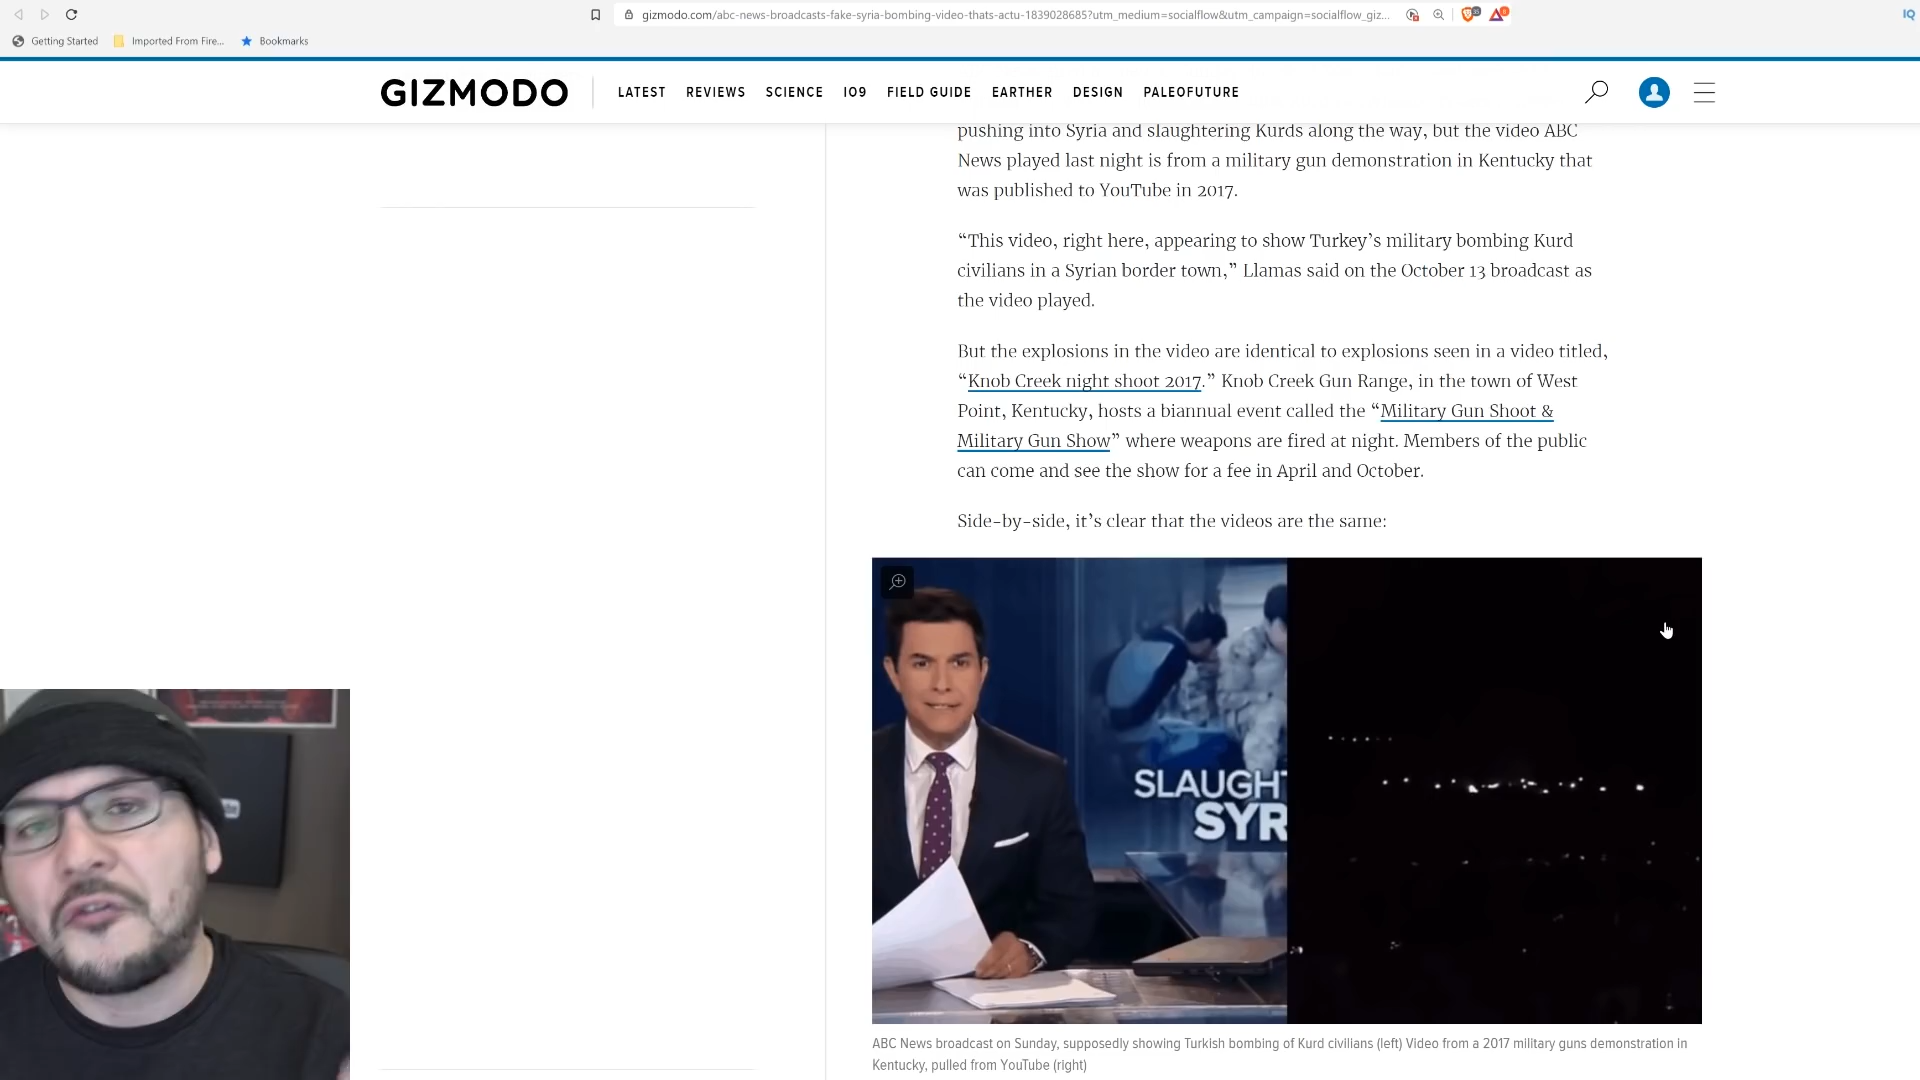 gizmodo.com/abc-news-broadcasts-fake-syria-bombing-video-thats-actu-1839028685?utm_medium=socialflow&utm_campaign=socialflow_giz...
IQ
Getting Started
Imported From Fire...
Bookmarks
GIZMODO
LATEST REVIEWS SCIENCE IO9 FIELD GUIDE EARTHER DESIGN PALEOFUTURE
pushing into Syria and slaughtering Kurds along the way, but the video ABC
News played last night is from a military gun demonstration in Kentucky that
was published to YouTube in 2017.
“This video, right here, appearing to show Turkey’s military bombing Kurd
civilians in a Syrian border town,” Llamas said on the October 13 broadcast as
the video played.
But the explosions in the video are identical to explosions seen in a video titled,
“Knob Creek night shoot 2017.” Knob Creek Gun Range, in the town of West
Point, Kentucky, hosts a biannual event called the “Military Gun Shoot &
Military Gun Show” where weapons are fired at night. Members of the public
can come and see the show for a fee in April and October.
Side-by-side, it’s clear that the videos are the same:
SLAUGHT
SYR
ABC News broadcast on Sunday, supposedly showing Turkish bombing of Kurd civilians (left) Video from a 2017 military guns demonstration in
Kentucky, pulled from YouTube (right)